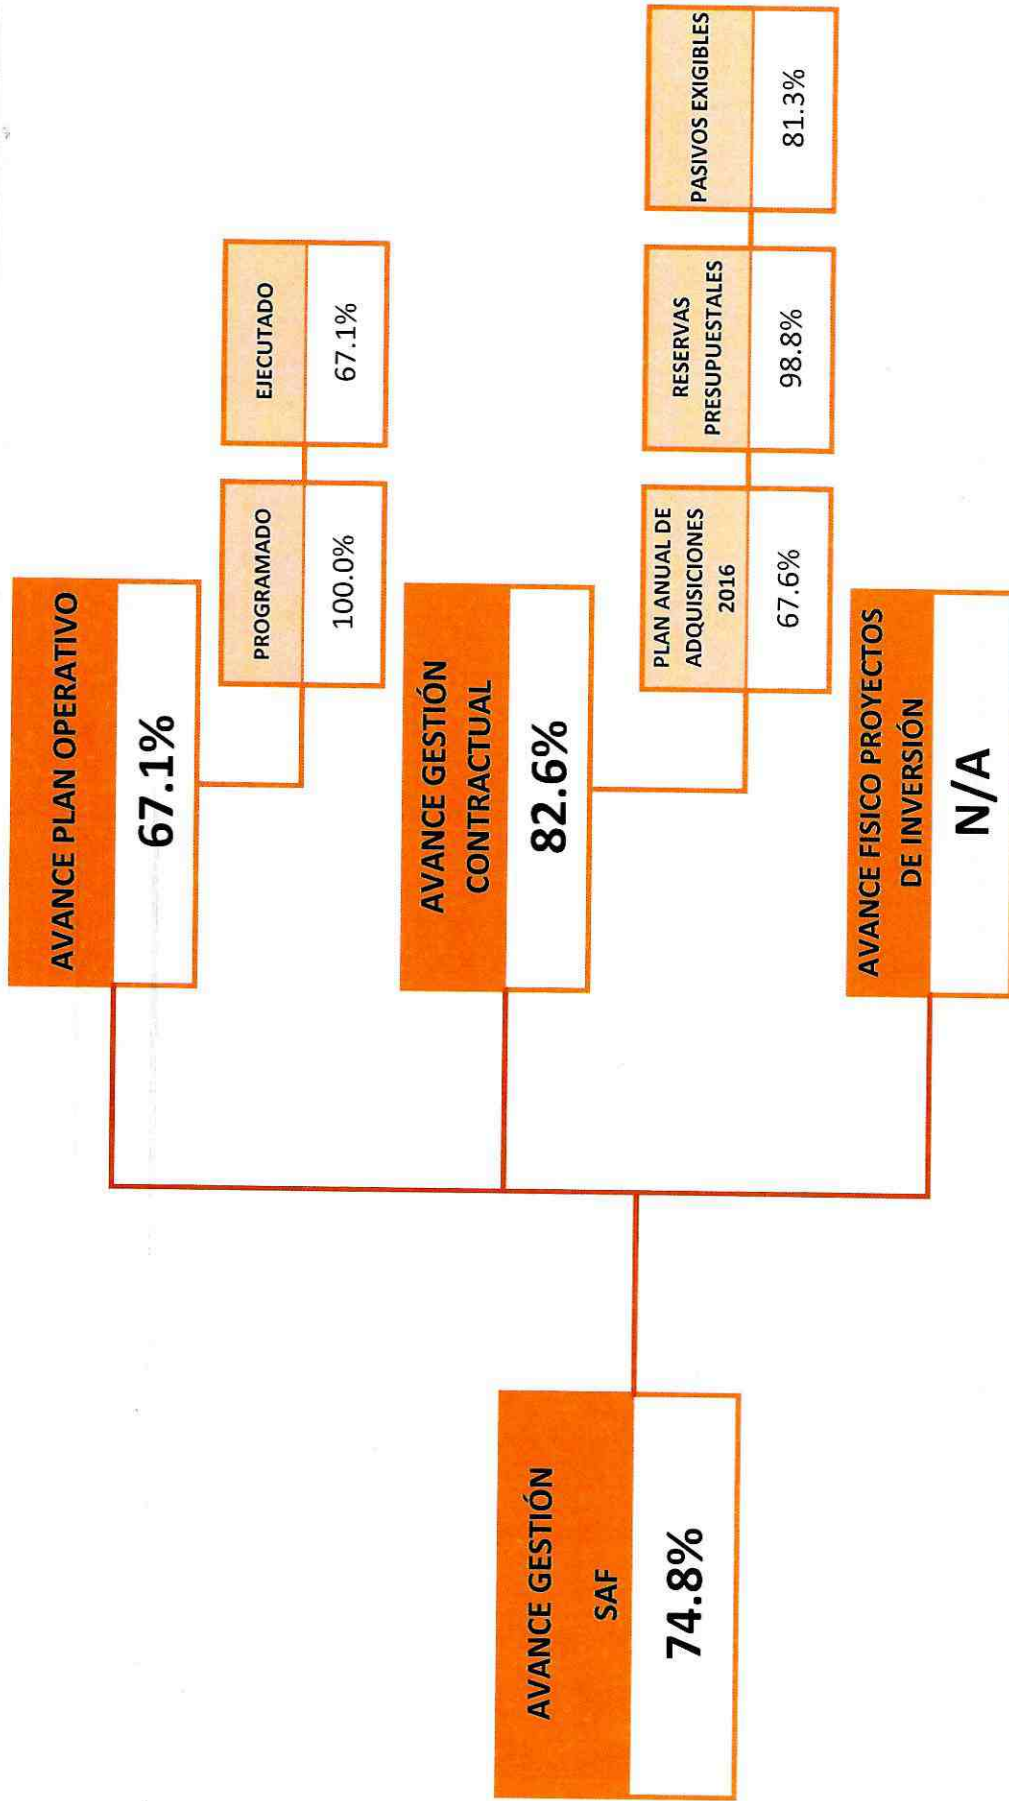 AVANCE GESTIÓN
SAF
74.8%
AVANCE PLAN OPERATIVO
67.1%
PROGRAMADO
100.0%
EJECUTADO
67.1%
AVANCE GESTIÓN
CONTRACTUAL
82.6%
PLAN ANUAL DE
ADQUISICIONES
2016
67.6%
RESERVAS
PRESUPUESTALES
98.8%
PASIVOS EXIGIBLES
81.3%
AVANCE FISICO PROYECTOS
DE INVERSIÓN
N/A